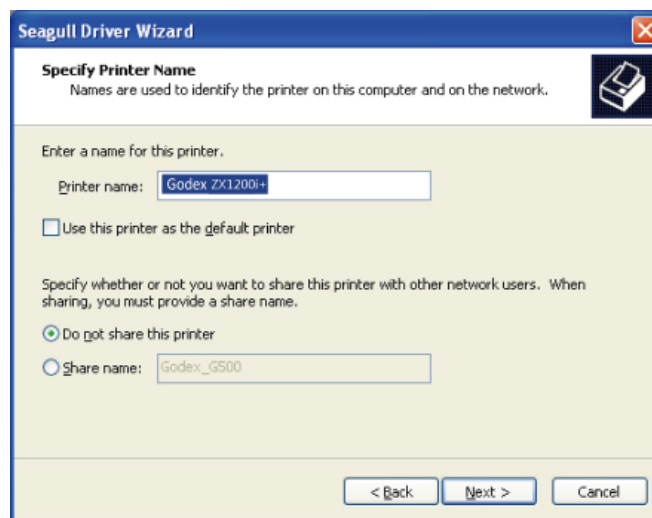 Seagull Driver Wizard
Specify Printer Name
Names are used to identify the printer on this computer and on the network.
Enter a name for this printer.
Printer name: Godex ZX1200i+
Use this printer as the default printer
Specify whether or not you want to share this printer with other network users. When
sharing, you must provide a share name.
Do not share this printer
Share name: Godex_G500
< Back Next > Cancel